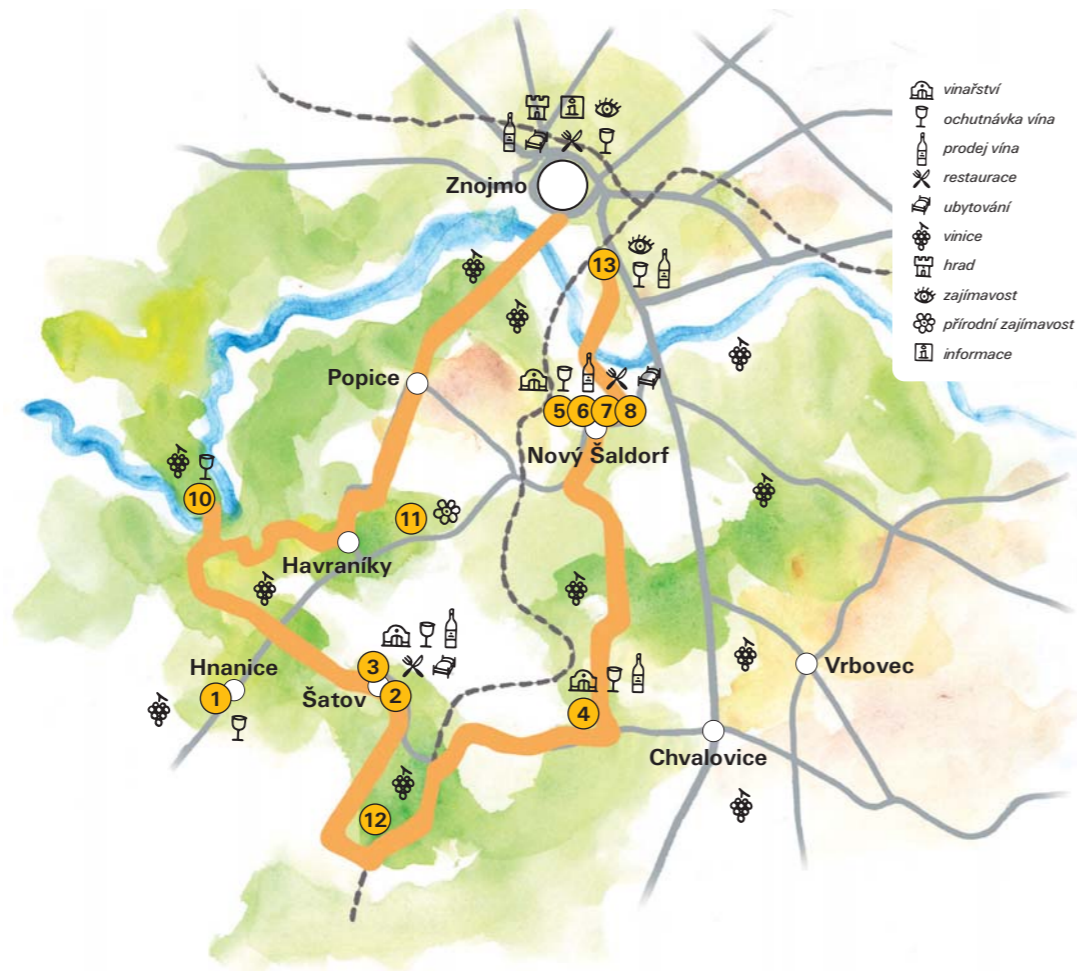 vinařství
ochutnávka vína
prodej vína
restaurace
ubytování
vinice
hrad
zajímavost
přírodní zajímavost
informace
i
Znojmo
13
Popice
5 6 7 8
Nový Šaldorf
10
11
Havraníky
Hnanice
1
3
Šatov
2
4
Vrbovec
Chvalovice
12